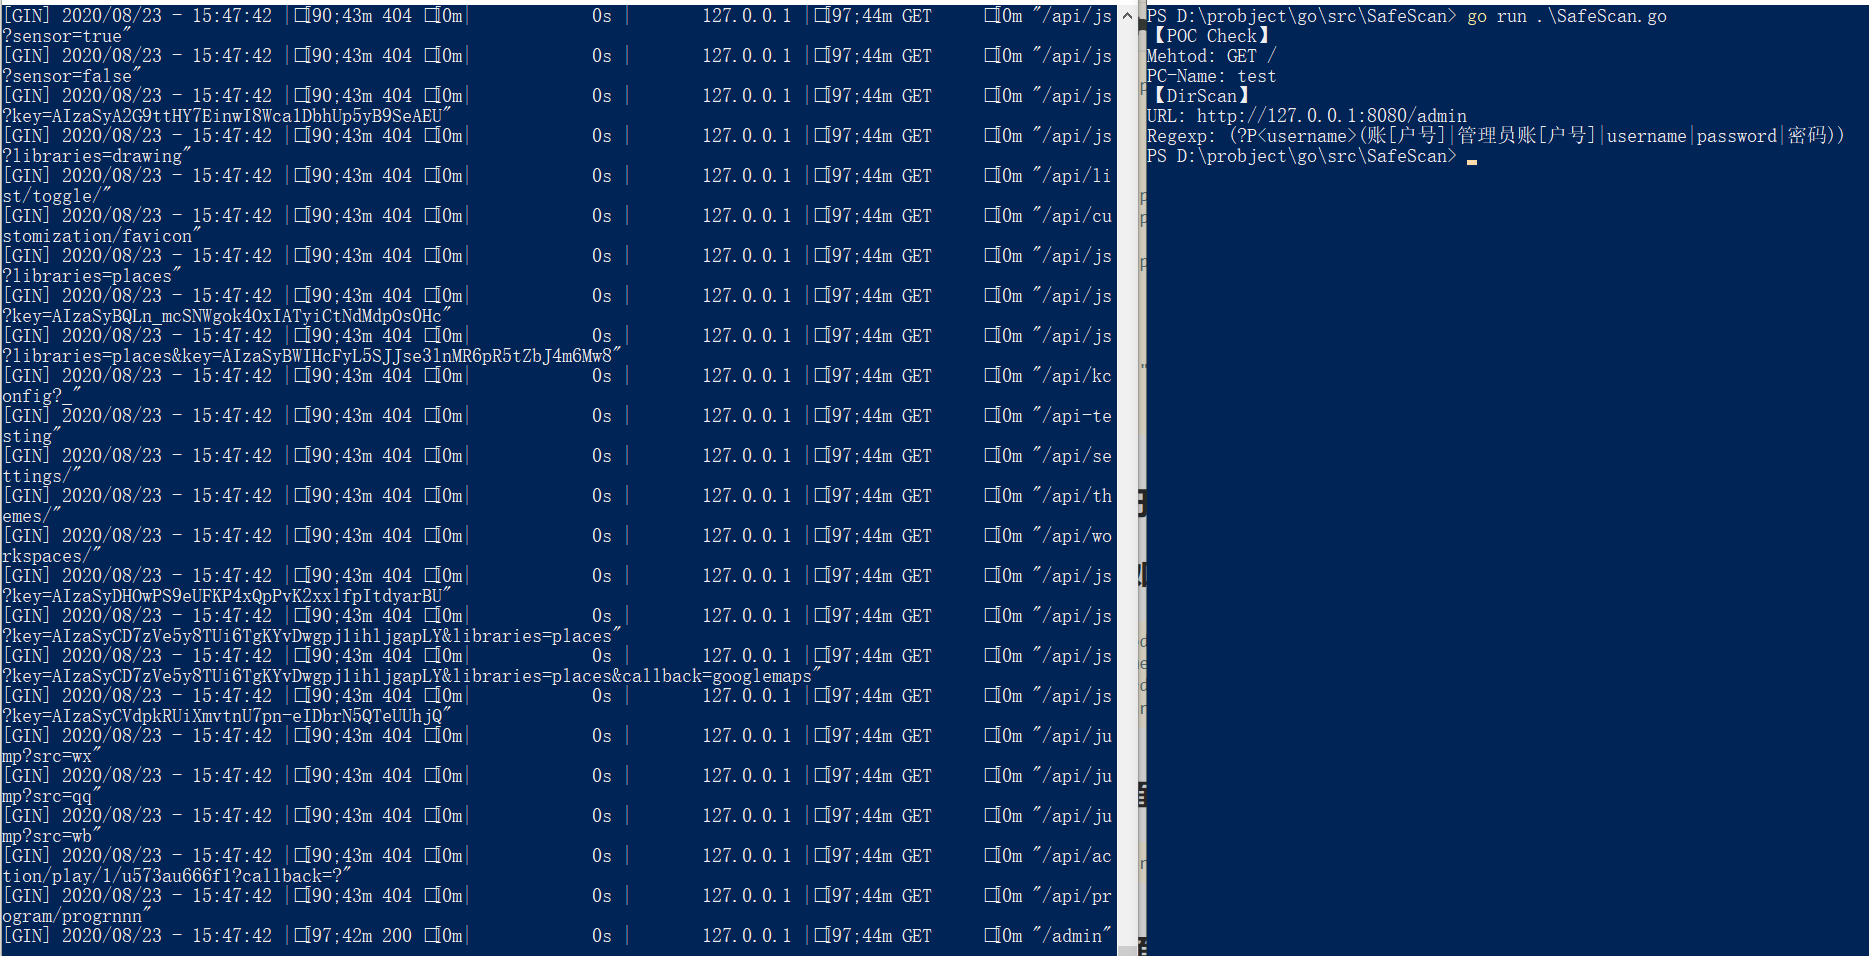 [GIN] 2020/08/23 - 15:47:42 |□[90;43m 404 □[0m|            0s |       127.0.0.1 |□[97;44m GET     □[0m "/api/js
?sensor=true"
[GIN] 2020/08/23 - 15:47:42 |□[90;43m 404 □[0m|            0s |       127.0.0.1 |□[97;44m GET     □[0m "/api/js
?sensor=false"
[GIN] 2020/08/23 - 15:47:42 |□[90;43m 404 □[0m|            0s |       127.0.0.1 |□[97;44m GET     □[0m "/api/js
?key=AIzaSyA2G9ttHY7EinwI8Wca1DbhUp5yB9SeAEU"
[GIN] 2020/08/23 - 15:47:42 |□[90;43m 404 □[0m|            0s |       127.0.0.1 |□[97;44m GET     □[0m "/api/js
?libraries=drawing"
[GIN] 2020/08/23 - 15:47:42 |□[90;43m 404 □[0m|            0s |       127.0.0.1 |□[97;44m GET     □[0m "/api/li
st/toggle/"
[GIN] 2020/08/23 - 15:47:42 |□[90;43m 404 □[0m|            0s |       127.0.0.1 |□[97;44m GET     □[0m "/api/cu
stomization/favicon"
[GIN] 2020/08/23 - 15:47:42 |□[90;43m 404 □[0m|            0s |       127.0.0.1 |□[97;44m GET     □[0m "/api/js
?libraries=places"
[GIN] 2020/08/23 - 15:47:42 |□[90;43m 404 □[0m|            0s |       127.0.0.1 |□[97;44m GET     □[0m "/api/js
?key=AIzaSyBQLn_mcSNWgok4OxIATyiCtNdMdpOsOHc"
[GIN] 2020/08/23 - 15:47:42 |□[90;43m 404 □[0m|            0s |       127.0.0.1 |□[97;44m GET     □[0m "/api/js
?libraries=places&key=AIzaSyBWIHcFyL5SJJse3lnMR6pR5tZbJ4m6Mw8"
[GIN] 2020/08/23 - 15:47:42 |□[90;43m 404 □[0m|            0s |       127.0.0.1 |□[97;44m GET     □[0m "/api/kc
onfig?_"
[GIN] 2020/08/23 - 15:47:42 |□[90;43m 404 □[0m|            0s |       127.0.0.1 |□[97;44m GET     □[0m "/api-te
sting"
[GIN] 2020/08/23 - 15:47:42 |□[90;43m 404 □[0m|            0s |       127.0.0.1 |□[97;44m GET     □[0m "/api/se
ttings/"
[GIN] 2020/08/23 - 15:47:42 |□[90;43m 404 □[0m|            0s |       127.0.0.1 |□[97;44m GET     □[0m "/api/th
emes/"
[GIN] 2020/08/23 - 15:47:42 |□[90;43m 404 □[0m|            0s |       127.0.0.1 |□[97;44m GET     □[0m "/api/wo
rkspaces/"
[GIN] 2020/08/23 - 15:47:42 |□[90;43m 404 □[0m|            0s |       127.0.0.1 |□[97;44m GET     □[0m "/api/js
?key=AIzaSyDHOwPS9eUFKP4xQpPvK2xxlfpItdyarBU"
[GIN] 2020/08/23 - 15:47:42 |□[90;43m 404 □[0m|            0s |       127.0.0.1 |□[97;44m GET     □[0m "/api/js
?key=AIzaSyCD7zVe5y8TUi6TgKYvDwgpjlihljgapLY&libraries=places"
[GIN] 2020/08/23 - 15:47:42 |□[90;43m 404 □[0m|            0s |       127.0.0.1 |□[97;44m GET     □[0m "/api/js
?key=AIzaSyCD7zVe5y8TUi6TgKYvDwgpjlihljgapLY&libraries=places&callback=googlemaps"
[GIN] 2020/08/23 - 15:47:42 |□[90;43m 404 □[0m|            0s |       127.0.0.1 |□[97;44m GET     □[0m "/api/js
?key=AIzaSyCVdpkRUiXmvtnU7pn-eIDbrN5QTeUUhjQ"
[GIN] 2020/08/23 - 15:47:42 |□[90;43m 404 □[0m|            0s |       127.0.0.1 |□[97;44m GET     □[0m "/api/ju
mp?src=wx"
[GIN] 2020/08/23 - 15:47:42 |□[90;43m 404 □[0m|            0s |       127.0.0.1 |□[97;44m GET     □[0m "/api/ju
mp?src=qq"
[GIN] 2020/08/23 - 15:47:42 |□[90;43m 404 □[0m|            0s |       127.0.0.1 |□[97;44m GET     □[0m "/api/ju
mp?src=wb"
[GIN] 2020/08/23 - 15:47:42 |□[90;43m 404 □[0m|            0s |       127.0.0.1 |□[97;44m GET     □[0m "/api/ac
tion/play/1/u573au666f1?callback=?"
[GIN] 2020/08/23 - 15:47:42 |□[90;43m 404 □[0m|            0s |       127.0.0.1 |□[97;44m GET     □[0m "/api/pr
ogram/progrnnn"
[GIN] 2020/08/23 - 15:47:42 |□[97;42m 200 □[0m|            0s |       127.0.0.1 |□[97;44m GET     □[0m "/admin"
PS D:\probject\go\src\SafeScan> go run .\SafeScan.go
【POC Check】
Mehtod: GET /
PC-Name: test
【DirScan】
URL: http://127.0.0.1:8080/admin
Regexp: (?P<username>(账[户号]|管理员账[户号]|username|password|密码))
PS D:\probject\go\src\SafeScan>